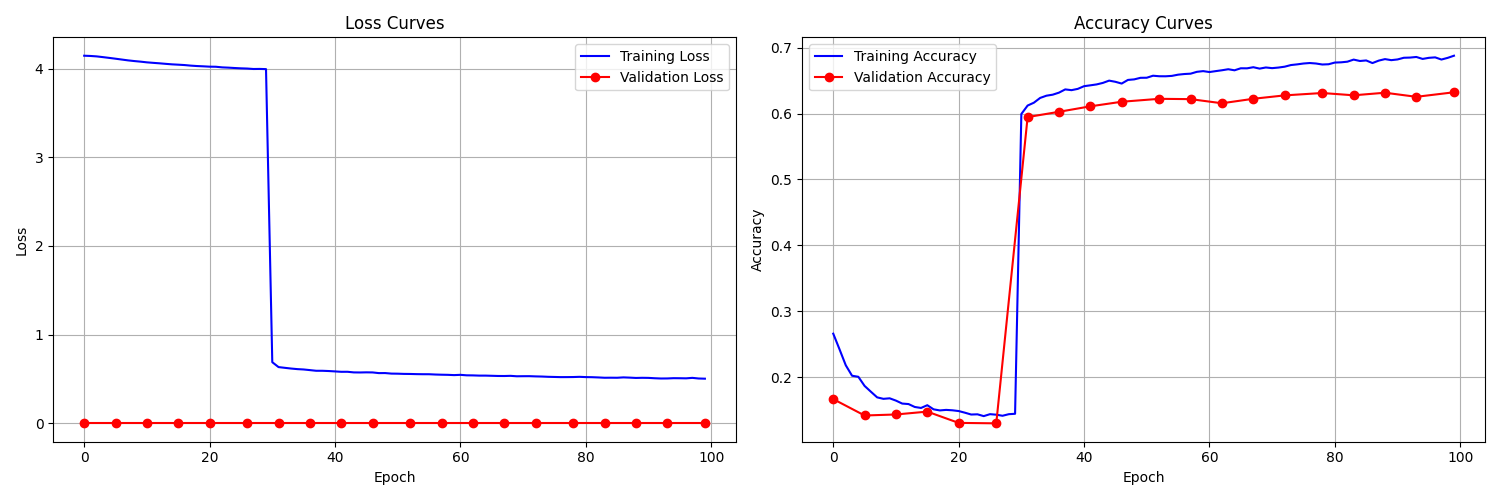 Loss Curves
Training Loss
Validation Loss
4
3
2
1
0
Loss
0 20 40 60 80 100
Epoch
Accuracy Curves
Training Accuracy
Validation Accuracy
0.7
0.6
0.5
0.4
0.3
0.2
Accuracy
0 20 40 60 80 100
Epoch